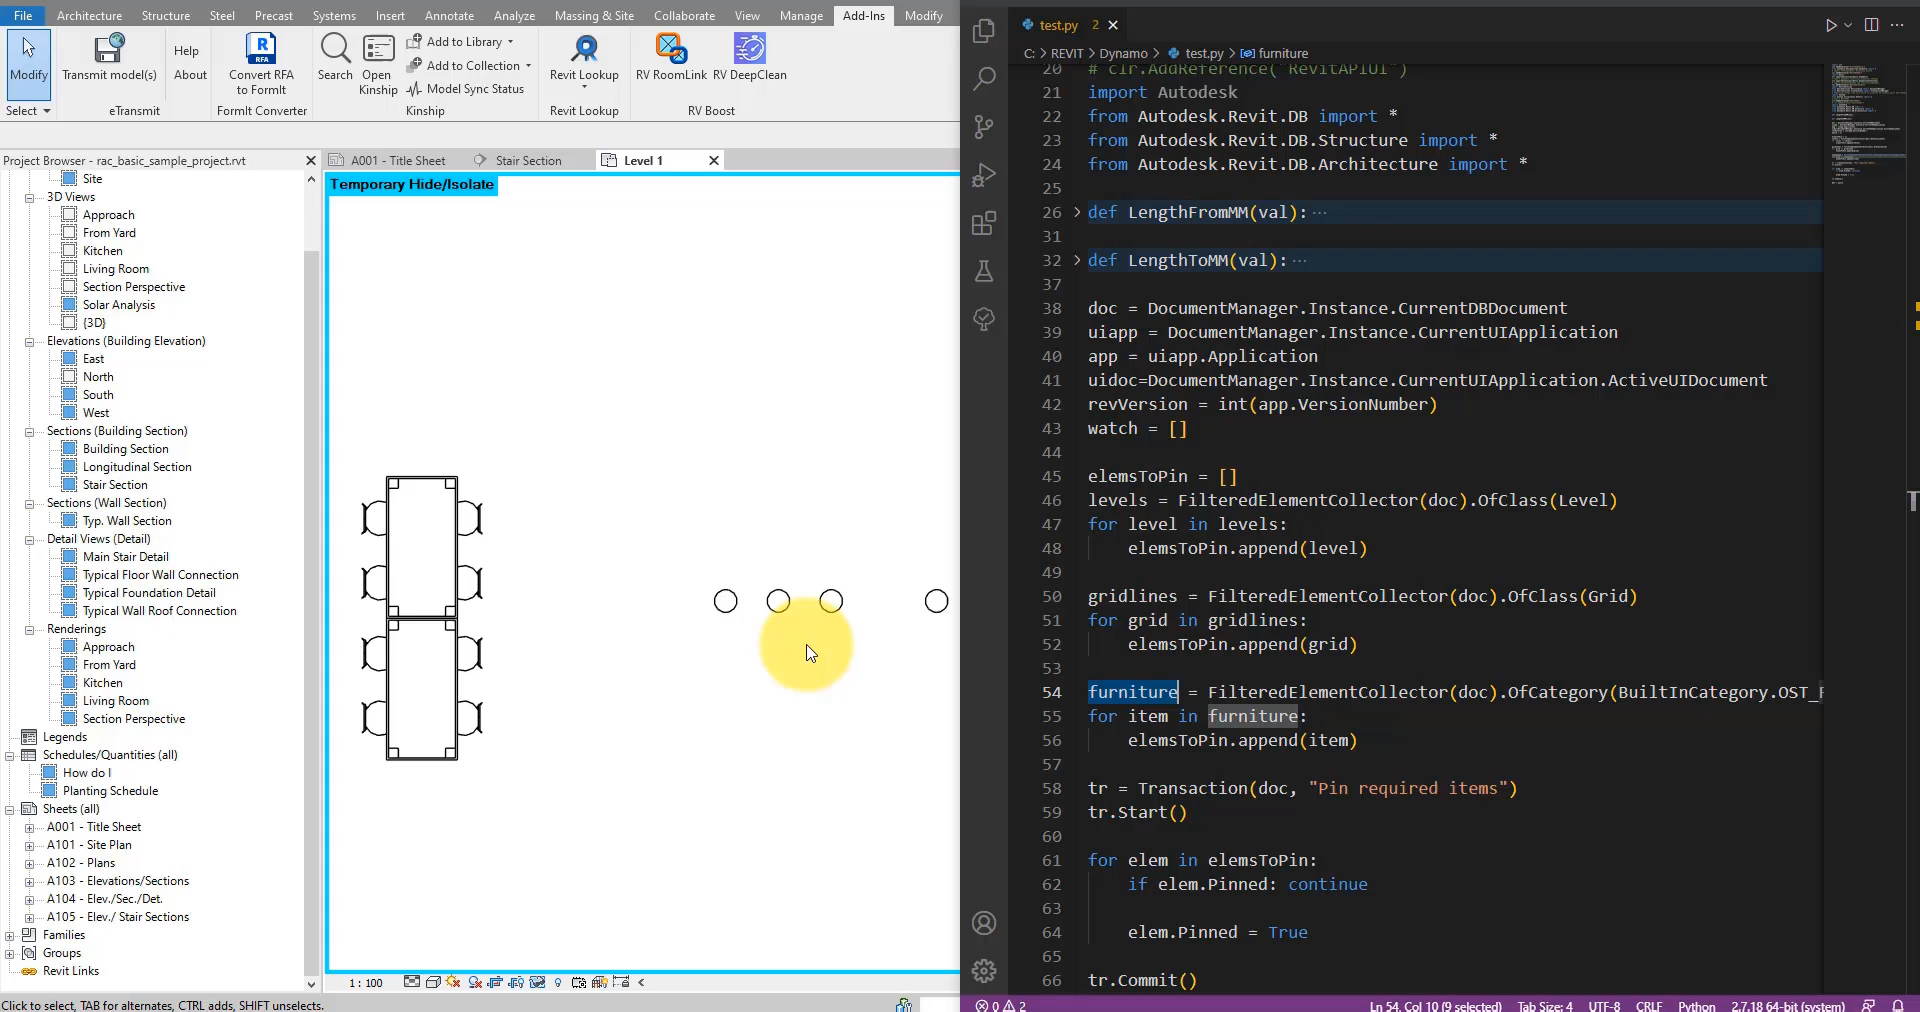 File Architecture Structure Steel Precast Systems Insert Annotate Analyze Massing & Site Collaborate View Manage Add-Ins Modify
Modify
Select
Transmit model(s)
eTransmit
Help
About
Convert RFA
to FormIt
FormIt Converter
Search
Open
Kinship
Add to Library
Add to Collection
Model Sync Status
Kinship
Revit Lookup
Revit Lookup
RV RoomLink RV DeepClean
RV Boost
Project Browser - rac_basic_sample_project.rvt
A001 - Title Sheet
Stair Section
Level 1
Temporary Hide/Isolate
Site
3D Views
Approach
From Yard
Kitchen
Living Room
Section Perspective
Solar Analysis
{3D}
Elevations (Building Elevation)
East
North
South
West
Sections (Building Section)
Building Section
Longitudinal Section
Stair Section
Sections (Wall Section)
Typ. Wall Section
Detail Views (Detail)
Main Stair Detail
Typical Floor Wall Connection
Typical Foundation Detail
Typical Wall Roof Connection
Renderings
Approach
From Yard
Kitchen
Living Room
Section Perspective
Legends
Schedules/Quantities (all)
How do I
Planting Schedule
Sheets (all)
A001 - Title Sheet
A101 - Site Plan
A102 - Plans
A103 - Elevations/Sections
A104 - Elev./Sec./Det.
A105 - Elev./ Stair Sections
Families
Groups
Revit Links
1 : 100
Click to select, TAB for alternates, CTRL adds, SHIFT unselects.
test.py 2
C: > REVIT > Dynamo > test.py > furniture
20 # clr.AddReference("RevitAPIUI")
21 import Autodesk
22 from Autodesk.Revit.DB import *
23 from Autodesk.Revit.DB.Structure import *
24 from Autodesk.Revit.DB.Architecture import *
25
26 def LengthFromMM(val): ...
31
32 def LengthToMM(val): ...
37
38 doc = DocumentManager.Instance.CurrentDBDocument
39 uiapp = DocumentManager.Instance.CurrentUIApplication
40 app = uiapp.Application
41 uidoc=DocumentManager.Instance.CurrentUIApplication.ActiveUIDocument
42 revVersion = int(app.VersionNumber)
43 watch = []
44
45 elemsToPin = []
46 levels = FilteredElementCollector(doc).OfClass(Level)
47 for level in levels:
48 elemsToPin.append(level)
49
50 gridlines = FilteredElementCollector(doc).OfClass(Grid)
51 for grid in gridlines:
52 elemsToPin.append(grid)
53
54 furniture = FilteredElementCollector(doc).OfCategory(BuiltInCategory.OST_
55 for item in furniture:
56 elemsToPin.append(item)
57
58 tr = Transaction(doc, "Pin required items")
59 tr.Start()
60
61 for elem in elemsToPin:
62 if elem.Pinned: continue
63
64 elem.Pinned = True
65
66 tr.Commit()
0 2 Ln 54, Col 10 (9 selected) Tab Size: 4 UTF-8 CRLF Python 2.7.18 64-bit (system)